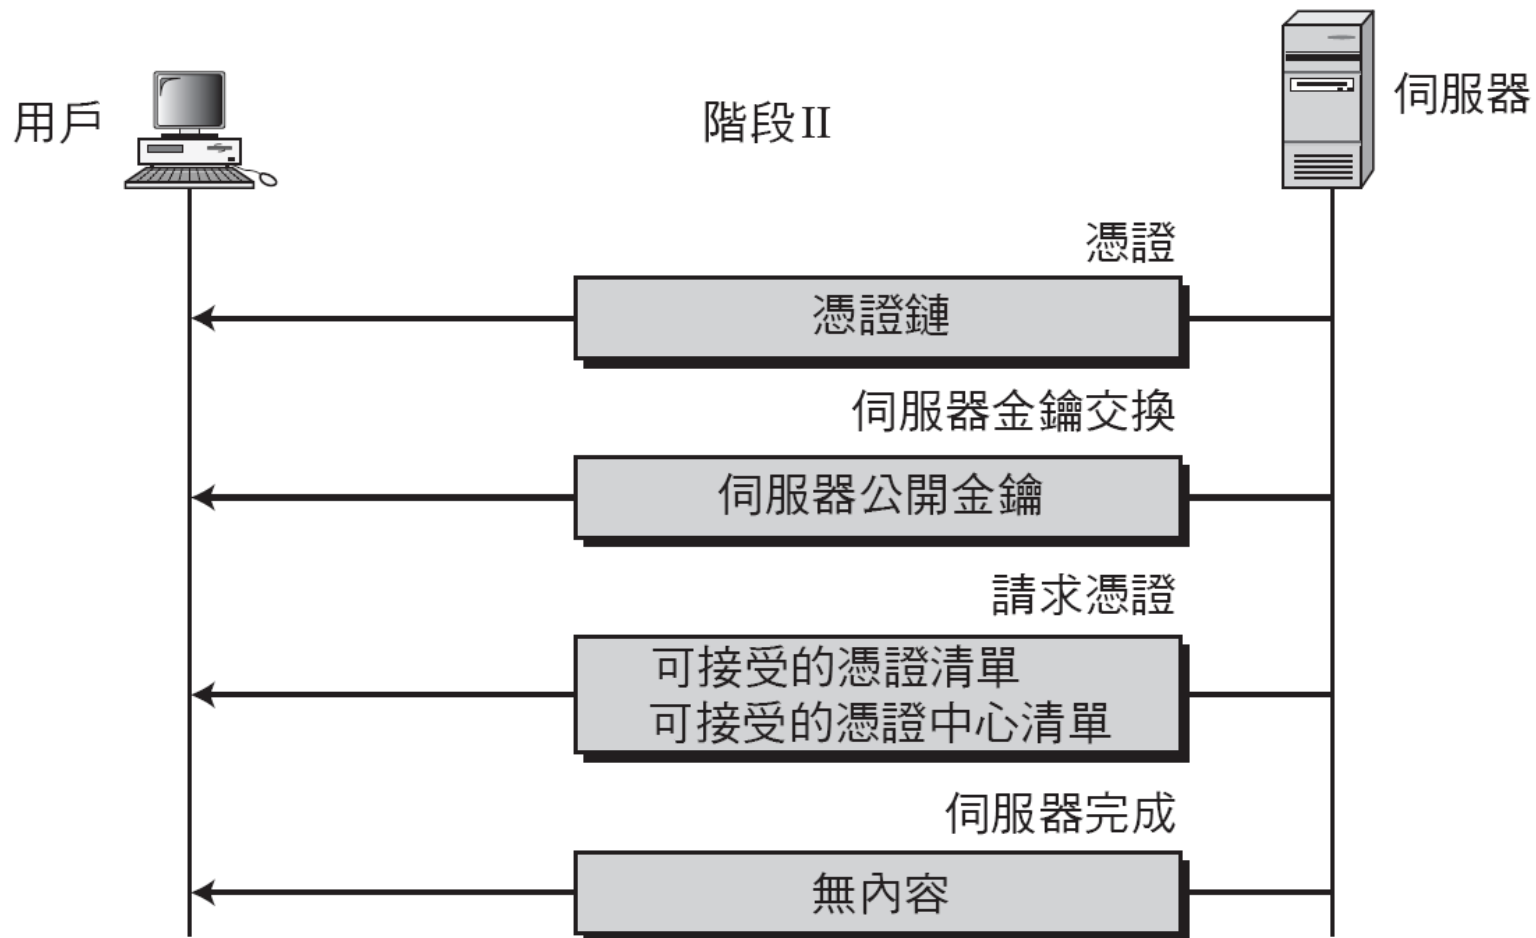 用戶
階段II
伺服器
憑證
憑證鏈
伺服器金鑰交換
伺服器公開金鑰
請求憑證
可接受的憑證清單
可接受的憑證中心清單
伺服器完成
無內容